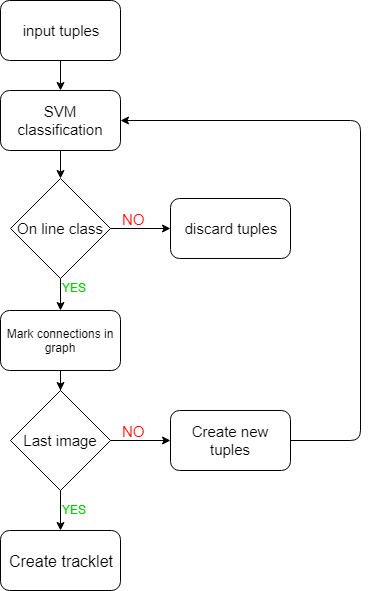 input tuples
SVM
classification
On line class
NO
discard tuples
YES
Mark connections in
graph
Last image
NO
Create new
tuples
YES
Create tracklet